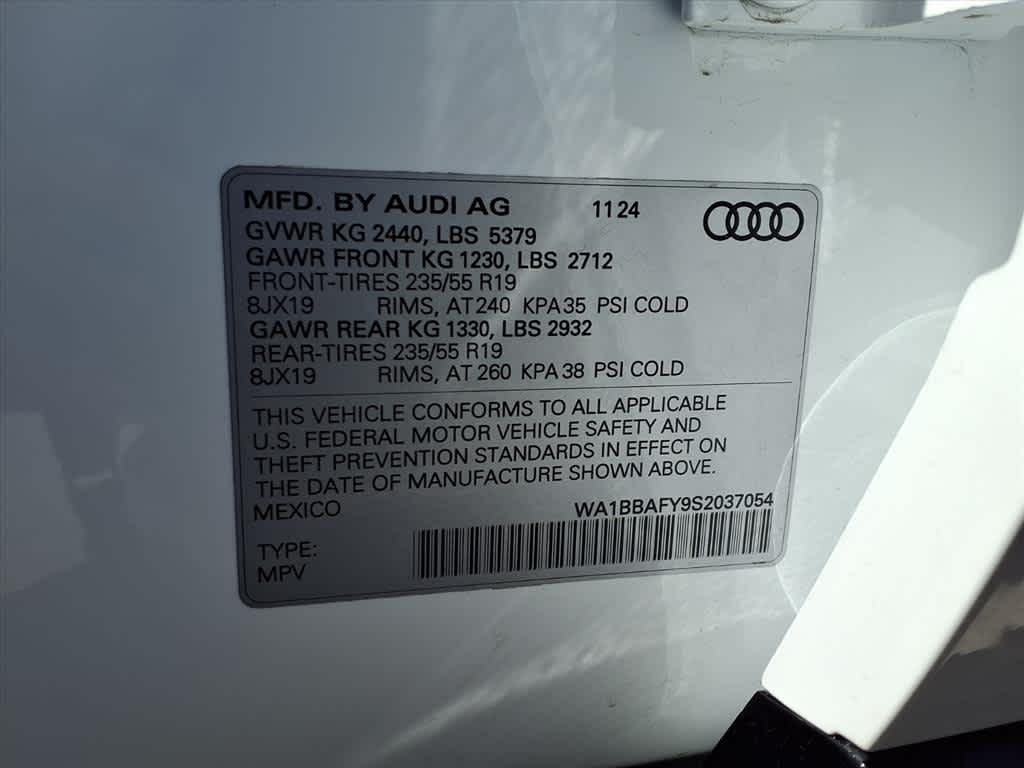 MFD. BY AUDI AG 11 24
GVWR KG 2440, LBS 5379
GAWR FRONT KG 1230, LBS 2712
FRONT-TIRES 235/55 R19
8JX19 RIMS, AT 240 KPA 35 PSI COLD
GAWR REAR KG 1330, LBS 2932
REAR-TIRES 235/55 R19
8JX19 RIMS, AT 260 KPA 38 PSI COLD
THIS VEHICLE CONFORMS TO ALL APPLICABLE
U.S. FEDERAL MOTOR VEHICLE SAFETY AND
THEFT PREVENTION STANDARDS IN EFFECT ON
THE DATE OF MANUFACTURE SHOWN ABOVE.
MEXICO WA1BBAFY9S2037054
TYPE:
MPV